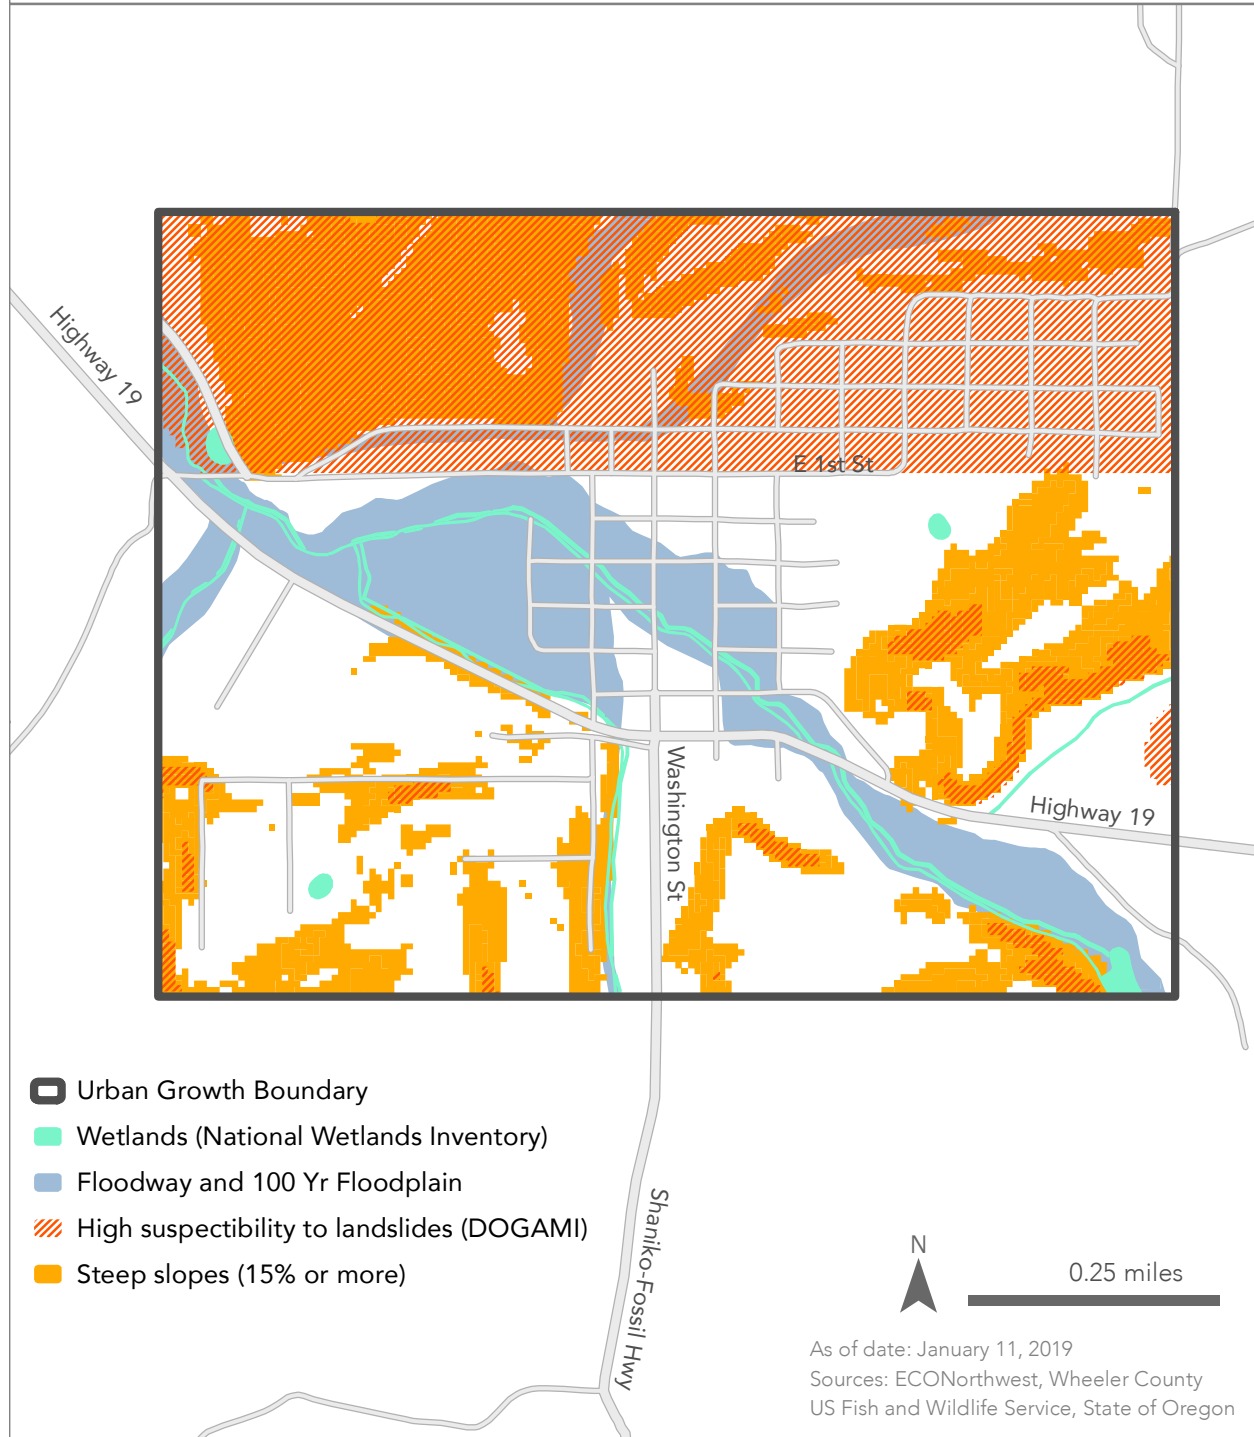 Highway 19
E 1st St
Washington St
Highway 19
Urban Growth Boundary
Wetlands (National Wetlands Inventory)
Floodway and 100 Yr Floodplain
High suspectibility to landslides (DOGAMI)
Steep slopes (15% or more)
Shaniko-Fossil Hwy
N
0.25 miles
As of date: January 11, 2019
Sources: ECONorthwest, Wheeler County
US Fish and Wildlife Service, State of Oregon